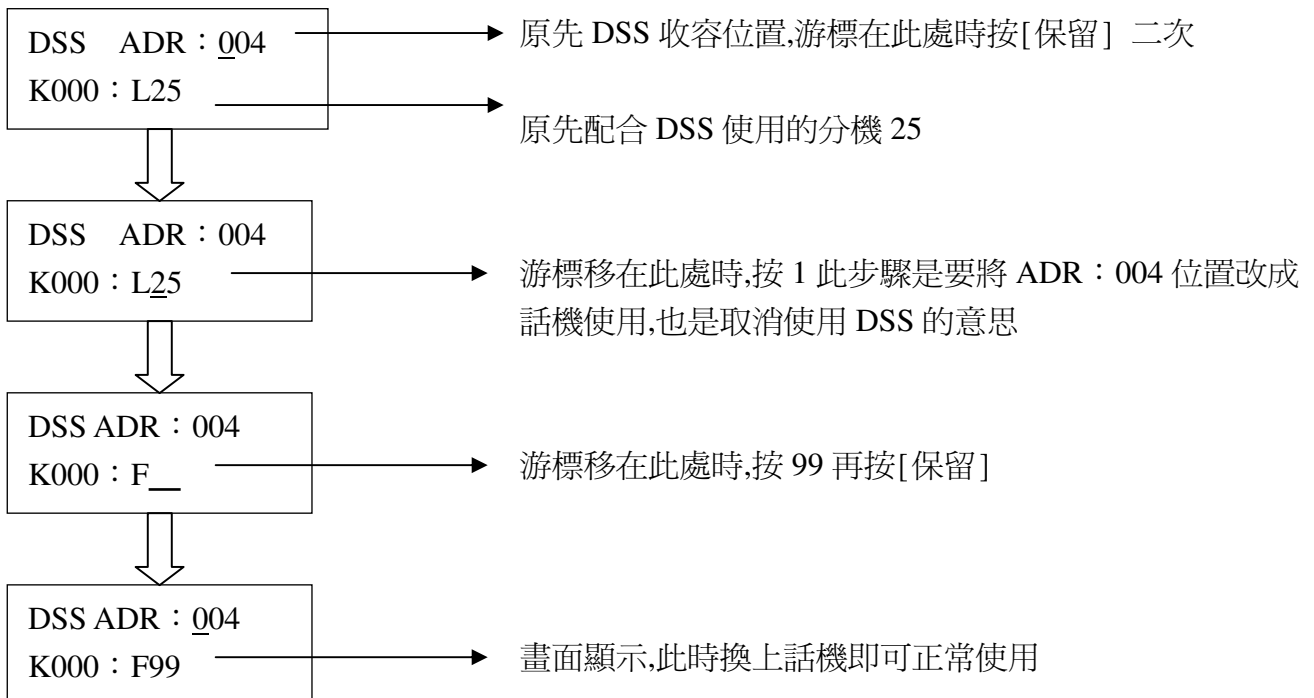 DSS ADR：004
K000：L25
原先 DSS 收容位置,游標在此處時按[保留] 二次
原先配合 DSS 使用的分機 25
DSS ADR：004
K000：L25
游標移在此處時,按 1 此步驟是要將 ADR：004 位置改成
話機使用,也是取消使用 DSS 的意思
DSS ADR：004
K000：F__
游標移在此處時,按 99 再按[保留]
DSS ADR：004
K000：F99
畫面顯示,此時換上話機即可正常使用